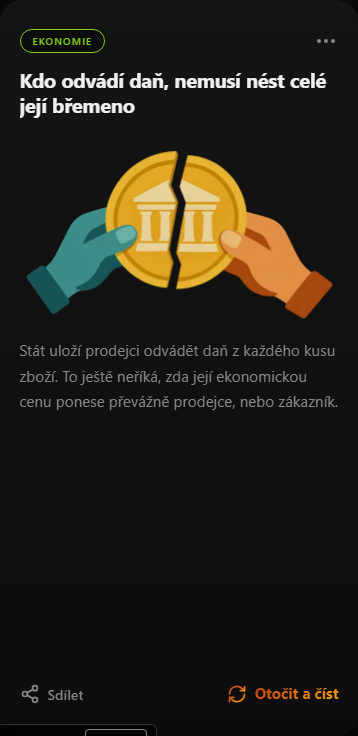 EKONOMIE
Kdo odvádí daň, nemusí nést celé
její břemeno
Stát uloží prodejci odvádět daň z každého kusu
zboží. To ještě neříká, zda její ekonomickou
cenu ponese převážně prodejce, nebo zákazník.
Sdílet
Otočit a číst